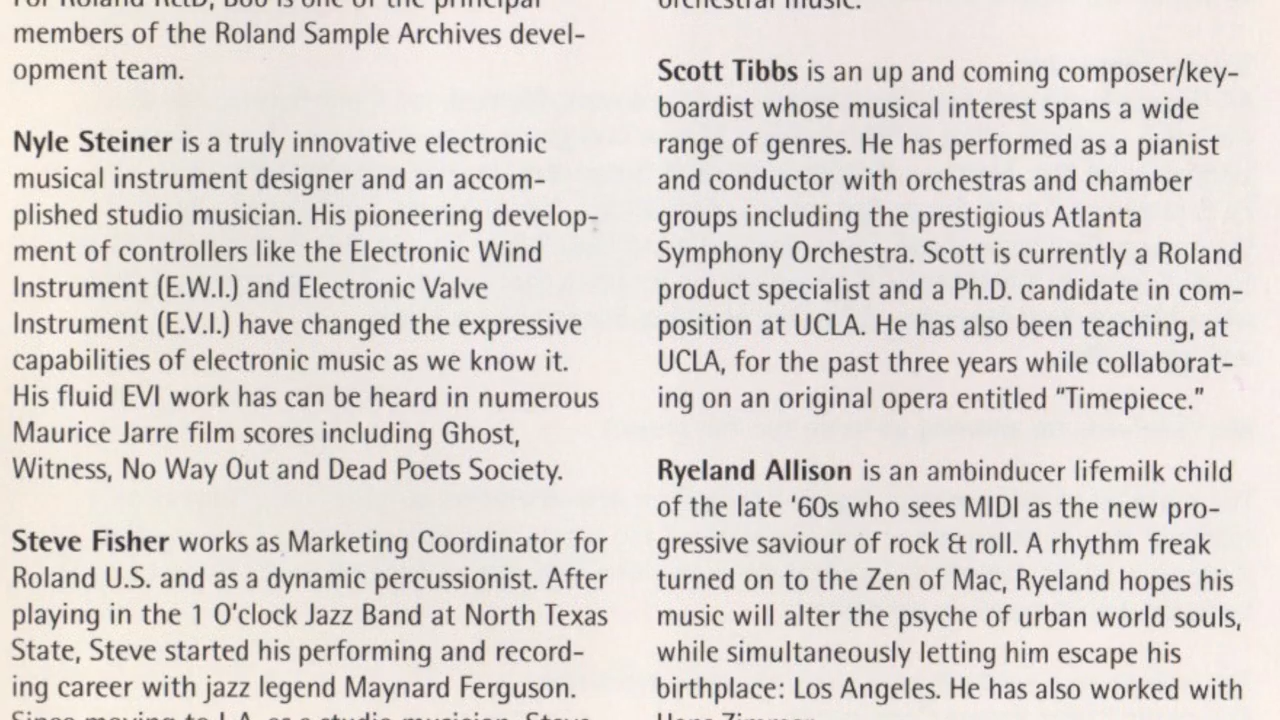 members of the Roland Sample Archives devel-
opment team.
Nyle Steiner is a truly innovative electronic
musical instrument designer and an accom-
plished studio musician. His pioneering develop-
ment of controllers like the Electronic Wind
Instrument (E.W.I.) and Electronic Valve
Instrument (E.V.I.) have changed the expressive
capabilities of electronic music as we know it.
His fluid EVI work has can be heard in numerous
Maurice Jarre film scores including Ghost,
Witness, No Way Out and Dead Poets Society.
Steve Fisher works as Marketing Coordinator for
Roland U.S. and as a dynamic percussionist. After
playing in the 1 O'clock Jazz Band at North Texas
State, Steve started his performing and record-
ing career with jazz legend Maynard Ferguson.
Since moving to L.A. as a studio musician, Steve
orchestral music.
Scott Tibbs is an up and coming composer/key-
boardist whose musical interest spans a wide
range of genres. He has performed as a pianist
and conductor with orchestras and chamber
groups including the prestigious Atlanta
Symphony Orchestra. Scott is currently a Roland
product specialist and a Ph.D. candidate in com-
position at UCLA. He has also been teaching, at
UCLA, for the past three years while collaborat-
ing on an original opera entitled "Timepiece."
Ryeland Allison is an ambinducer lifemilk child
of the late '60s who sees MIDI as the new pro-
gressive saviour of rock & roll. A rhythm freak
turned on to the Zen of Mac, Ryeland hopes his
music will alter the psyche of urban world souls,
while simultaneously letting him escape his
birthplace: Los Angeles. He has also worked with
Hans Zimmer.